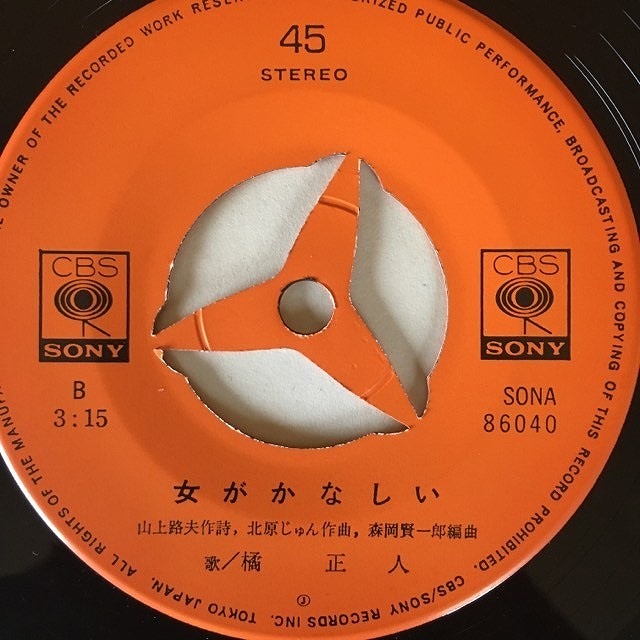 45
STEREO
CBS
SONY
CBS
SONY
B
3:15
SONA
86040
女がかなしい
山上路夫作詩，北原じゅん作曲，森岡賢一郎編曲
歌／橘 正 人
OWNER OF THE RECORDED WORK RESER
RIZED PUBLIC PERFORMANCE, BROADCASTING AND COPYING OF THIS RECORD PROHIBITED. CBS/SONY RECORDS INC. TOKYO JAPAN. ALL RIGHTS OF THE MANUFA
Ⓙ